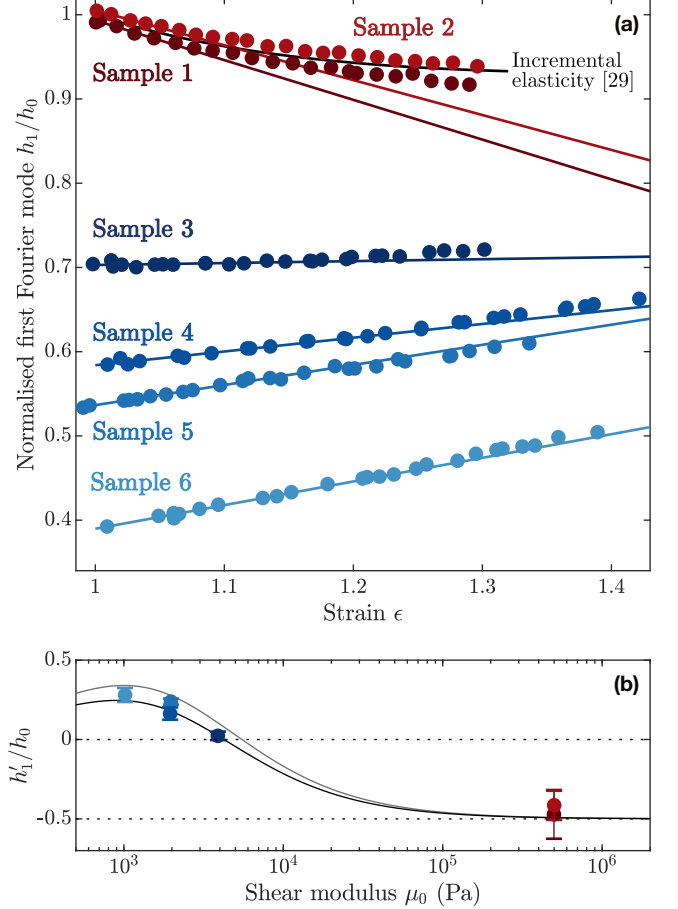 (a)
Sample 2
Incremental
elasticity [29]
Sample 1
Sample 3
Sample 4
Sample 5
Sample 6
Normalised first Fourier mode h₁/h₀
1
0.9
0.8
0.7
0.6
0.5
0.4
1 1.1 1.2 1.3 1.4
Strain ϵ
(b)
h′₁/h₀
0.5
0
-0.5
10³ 10⁴ 10⁵ 10⁶
Shear modulus μ₀ (Pa)